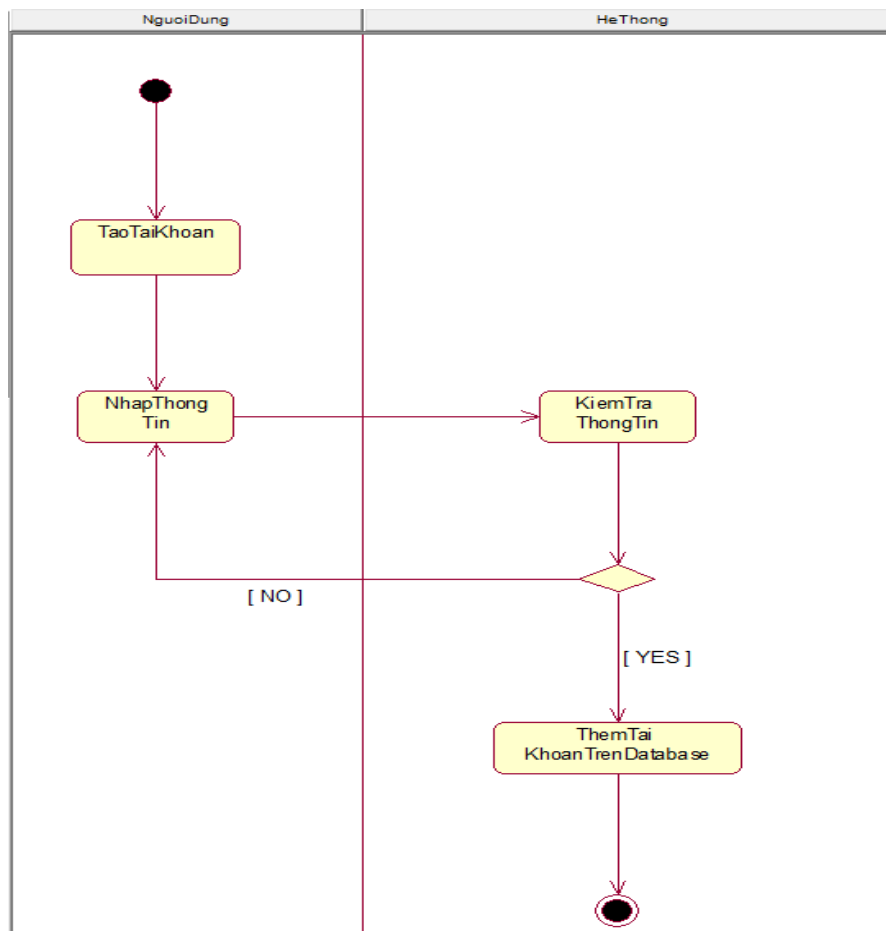 NguoiDung
HeThong
TaoTaiKhoan
NhapThong
Tin
KiemTra
ThongTin
[ NO ]
[ YES ]
ThemTai
KhoanTrenDatabase